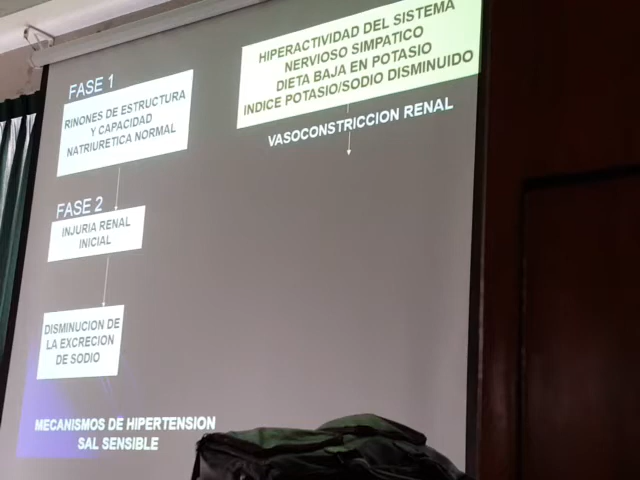 FASE 1
RINONES DE ESTRUCTURA
Y CAPACIDAD
NATRIURETICA NORMAL
FASE 2
INJURIA RENAL
INICIAL
DISMINUCION DE
LA EXCRECION
DE SODIO
HIPERACTIVIDAD DEL SISTEMA
NERVIOSO SIMPATICO
DIETA BAJA EN POTASIO
INDICE POTASIO/SODIO DISMINUIDO
VASOCONSTRICCION RENAL
MECANISMOS DE HIPERTENSION
SAL SENSIBLE